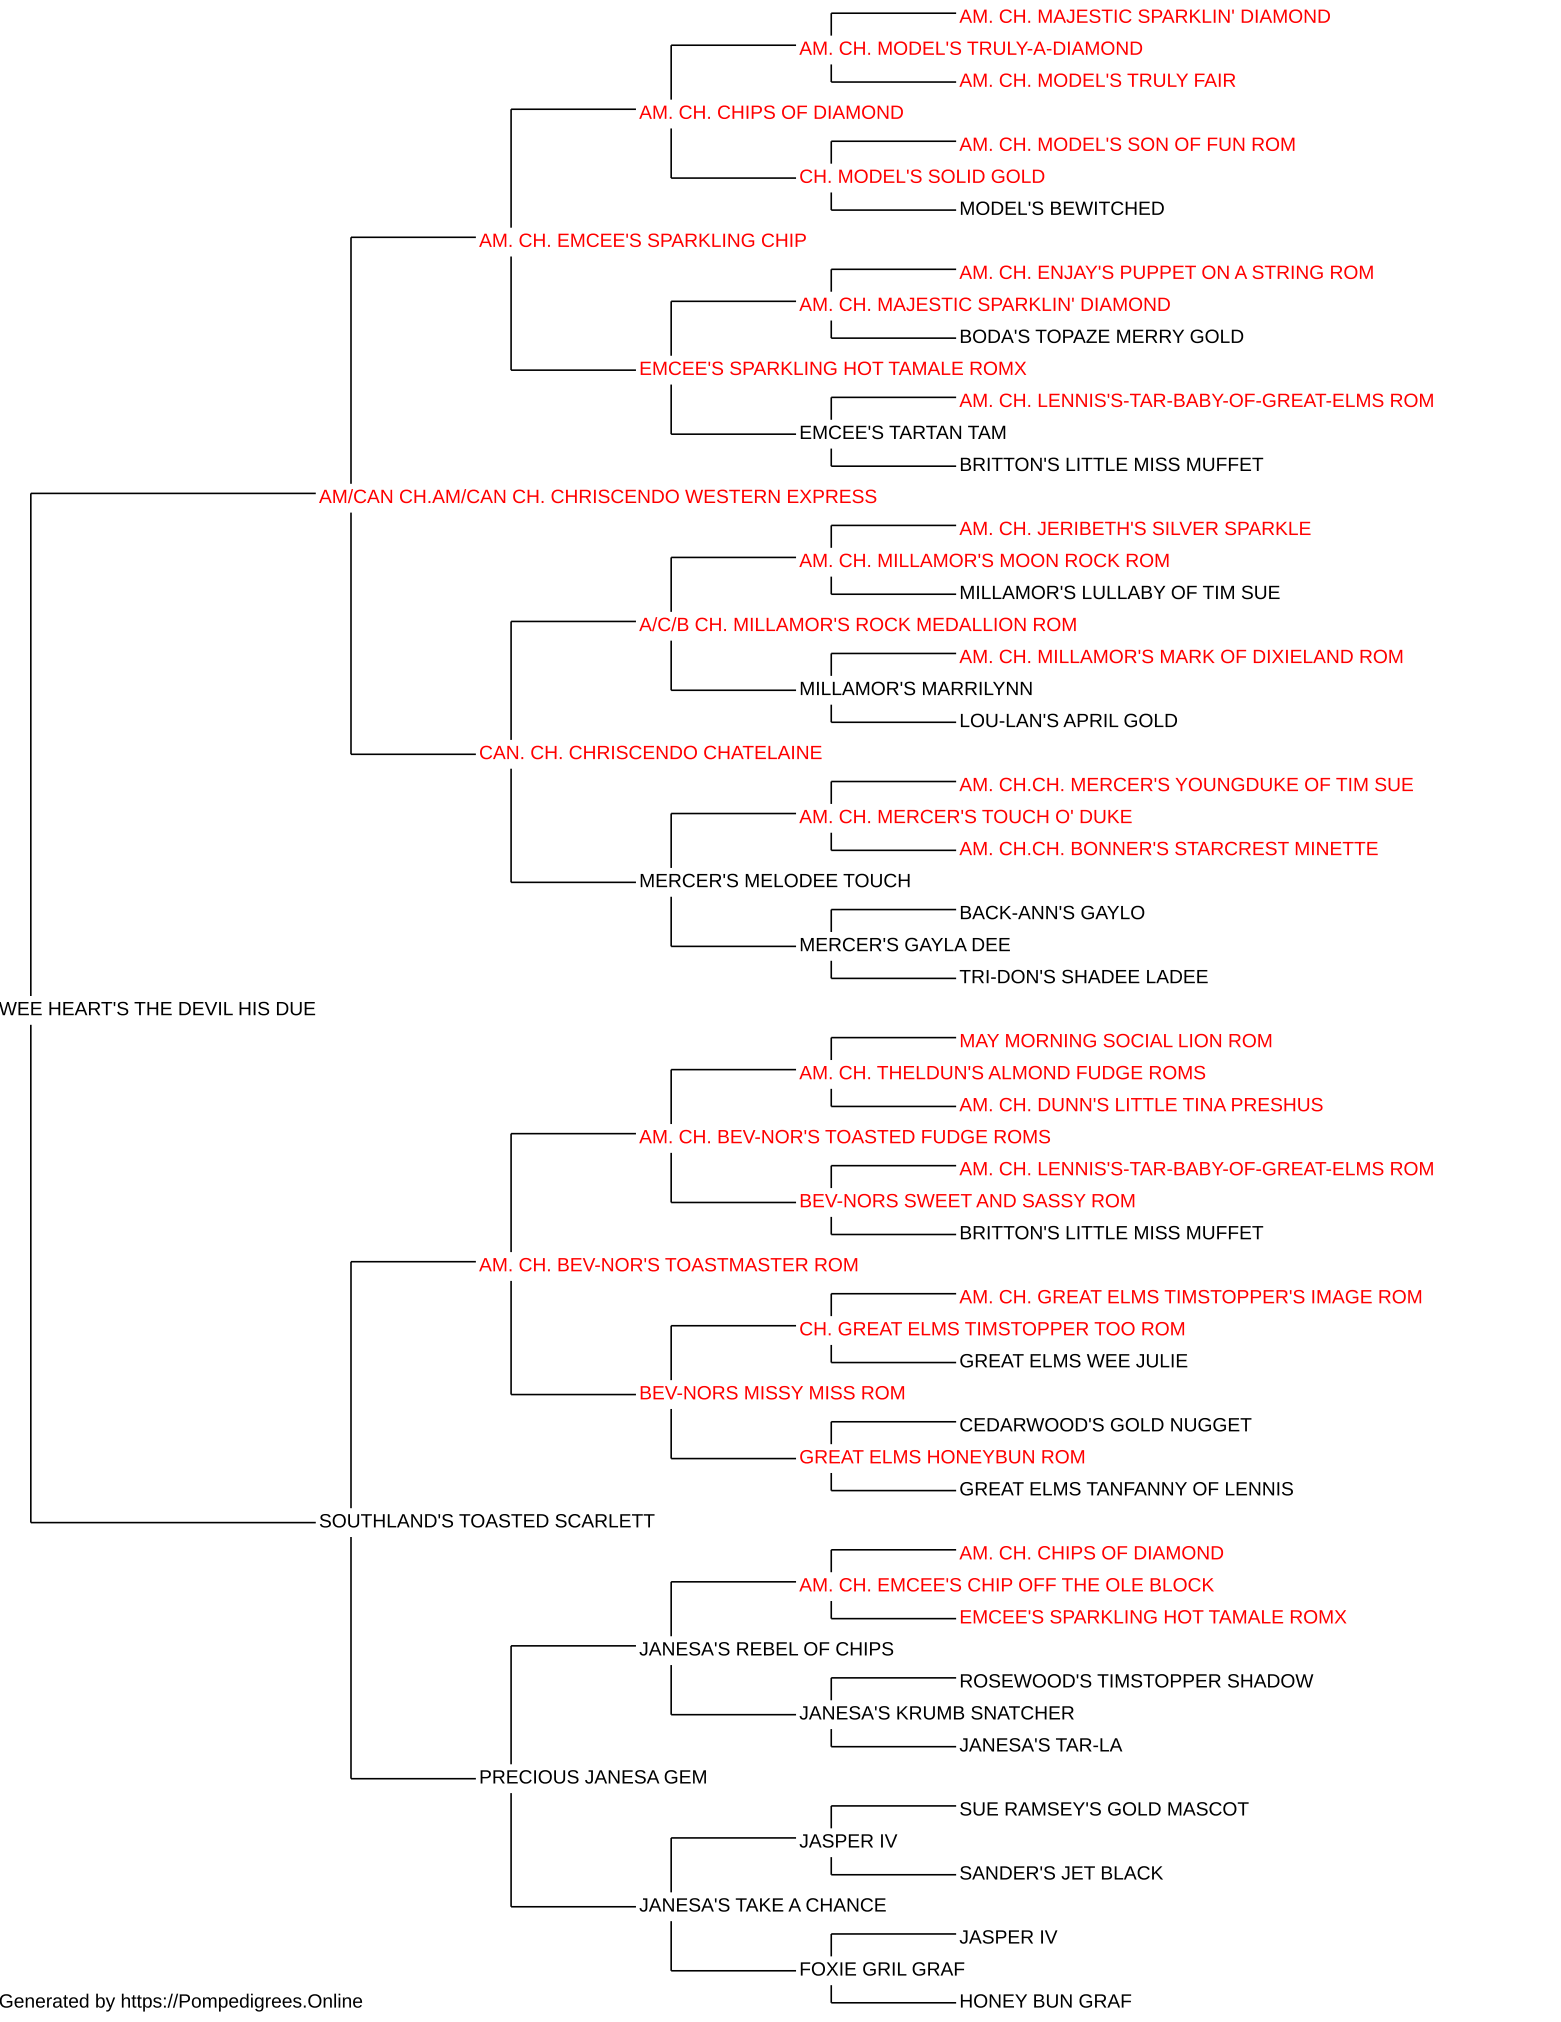 AM. CH. MAJESTIC SPARKLIN' DIAMOND
AM. CH. MODEL'S TRULY-A-DIAMOND
AM. CH. MODEL'S TRULY FAIR
AM. CH. CHIPS OF DIAMOND
AM. CH. MODEL'S SON OF FUN ROM
CH. MODEL'S SOLID GOLD
MODEL'S BEWITCHED
AM. CH. EMCEE'S SPARKLING CHIP
AM. CH. ENJAY'S PUPPET ON A STRING ROM
AM. CH. MAJESTIC SPARKLIN' DIAMOND
BODA'S TOPAZE MERRY GOLD
EMCEE'S SPARKLING HOT TAMALE ROMX
AM. CH. LENNIS'S-TAR-BABY-OF-GREAT-ELMS ROM
EMCEE'S TARTAN TAM
BRITTON'S LITTLE MISS MUFFET
AM/CAN CH.AM/CAN CH. CHRISCENDO WESTERN EXPRESS
AM. CH. JERIBETH'S SILVER SPARKLE
AM. CH. MILLAMOR'S MOON ROCK ROM
MILLAMOR'S LULLABY OF TIM SUE
A/C/B CH. MILLAMOR'S ROCK MEDALLION ROM
AM. CH. MILLAMOR'S MARK OF DIXIELAND ROM
MILLAMOR'S MARRILYNN
LOU-LAN'S APRIL GOLD
CAN. CH. CHRISCENDO CHATELAINE
AM. CH.CH. MERCER'S YOUNGDUKE OF TIM SUE
AM. CH. MERCER'S TOUCH O' DUKE
AM. CH.CH. BONNER'S STARCREST MINETTE
MERCER'S MELODEE TOUCH
BACK-ANN'S GAYLO
MERCER'S GAYLA DEE
TRI-DON'S SHADEE LADEE
WEE HEART'S THE DEVIL HIS DUE
MAY MORNING SOCIAL LION ROM
AM. CH. THELDUN'S ALMOND FUDGE ROMS
AM. CH. DUNN'S LITTLE TINA PRESHUS
AM. CH. BEV-NOR'S TOASTED FUDGE ROMS
AM. CH. LENNIS'S-TAR-BABY-OF-GREAT-ELMS ROM
BEV-NORS SWEET AND SASSY ROM
BRITTON'S LITTLE MISS MUFFET
AM. CH. BEV-NOR'S TOASTMASTER ROM
AM. CH. GREAT ELMS TIMSTOPPER'S IMAGE ROM
CH. GREAT ELMS TIMSTOPPER TOO ROM
GREAT ELMS WEE JULIE
BEV-NORS MISSY MISS ROM
CEDARWOOD'S GOLD NUGGET
GREAT ELMS HONEYBUN ROM
GREAT ELMS TANFANNY OF LENNIS
SOUTHLAND'S TOASTED SCARLETT
AM. CH. CHIPS OF DIAMOND
AM. CH. EMCEE'S CHIP OFF THE OLE BLOCK
EMCEE'S SPARKLING HOT TAMALE ROMX
JANESA'S REBEL OF CHIPS
ROSEWOOD'S TIMSTOPPER SHADOW
JANESA'S KRUMB SNATCHER
JANESA'S TAR-LA
PRECIOUS JANESA GEM
SUE RAMSEY'S GOLD MASCOT
JASPER IV
SANDER'S JET BLACK
JANESA'S TAKE A CHANCE
JASPER IV
FOXIE GRIL GRAF
HONEY BUN GRAF
Generated by https://Pompedigrees.Online